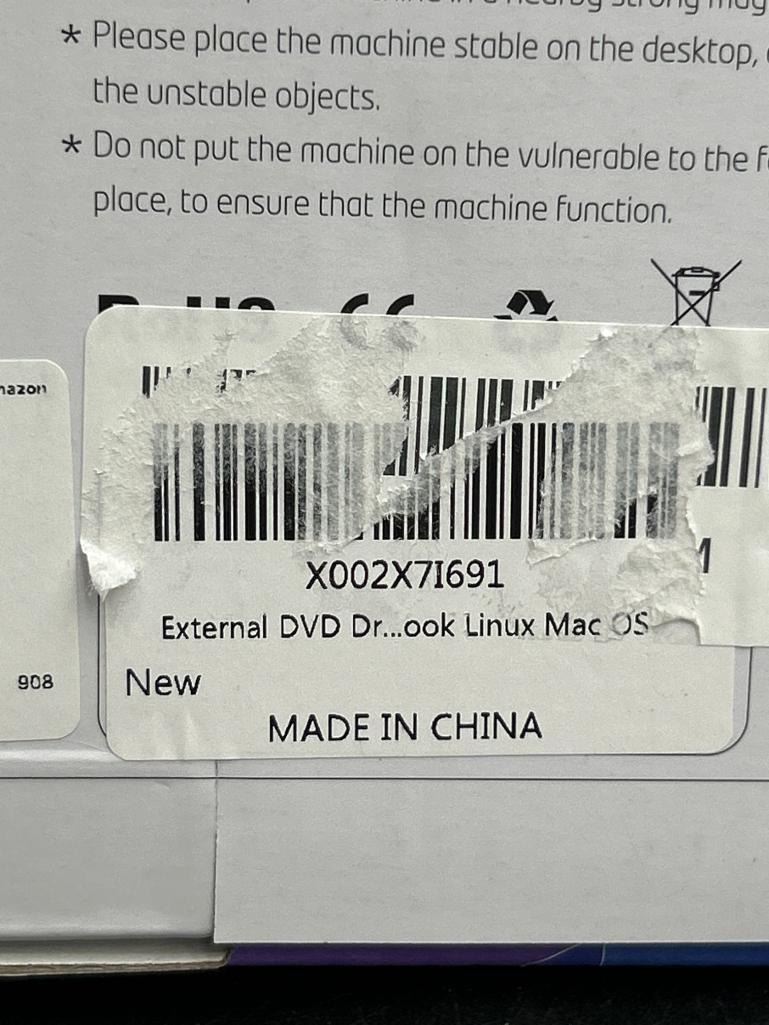 * Please place the machine stable on the desktop,
the unstable objects.
* Do not put the machine on the vulnerable to the
place, to ensure that the machine function.
RoHS CE
X002X7I691
External DVD Dr...ook Linux Mac OS
908
New
MADE IN CHINA